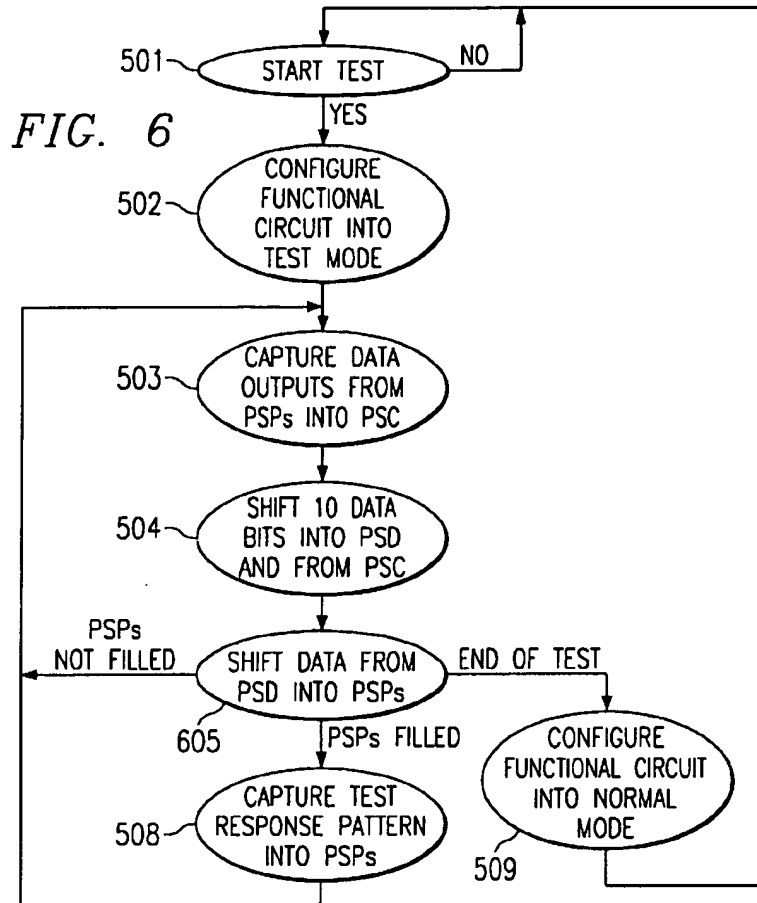 501
START TEST
NO
FIG. 6
YES
502
CONFIGURE
FUNCTIONAL
CIRCUIT INTO
TEST MODE
503
CAPTURE DATA
OUTPUTS FROM
PSPs INTO PSC
504
SHIFT 10 DATA
BITS INTO PSD
AND FROM PSC
PSPs
NOT FILLED
SHIFT DATA FROM
PSD INTO PSPs
END OF TEST
605
PSPs FILLED
508
CAPTURE TEST
RESPONSE PATTERN
INTO PSPs
CONFIGURE
FUNCTIONAL CIRCUIT
INTO NORMAL
MODE
509